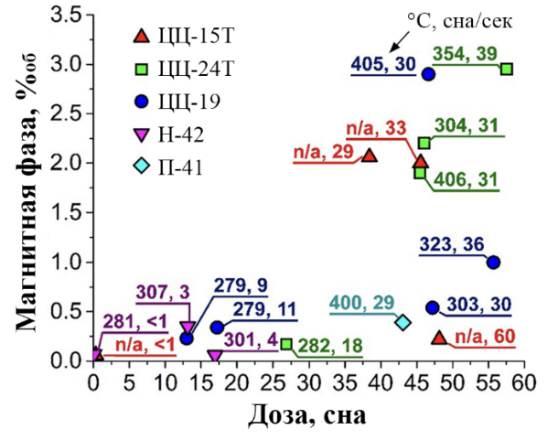 ЦЦ-15Т
ЦЦ-24Т
ЦЦ-19
Н-42
П-41
°С, сна/сек
405, 30
354, 39
n/a, 33
304, 31
n/a, 29
406, 31
323, 36
279, 9
307, 3
279, 11
400, 29
303, 30
281, <1
n/a, <1
301, 4
282, 18
n/a, 60
Магнитная фаза, %об
3.5
3.0
2.5
2.0
1.5
1.0
0.5
0.0
0 5 10 15 20 25 30 35 40 45 50 55 60
Доза, сна